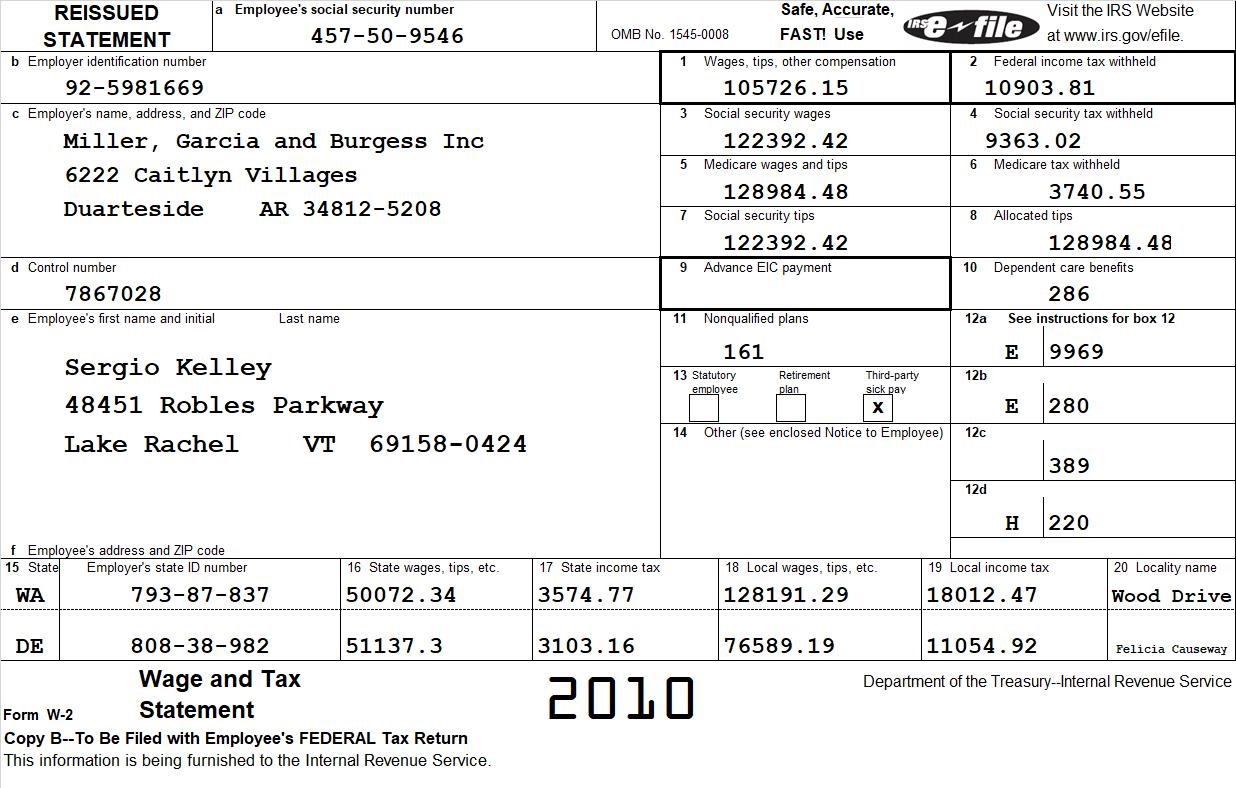 REISSUED STATEMENT
a Employee's social security number
457-50-9546
OMB No. 1545-0008
Safe, Accurate, FAST! Use
IRS e-file
Visit the IRS Website at www.irs.gov/efile.
b Employer identification number
92-5981669
1 Wages, tips, other compensation
105726.15
2 Federal income tax withheld
10903.81
c Employer's name, address, and ZIP code
Miller, Garcia and Burgess Inc
6222 Caitlyn Villages
Duarteside AR 34812-5208
3 Social security wages
122392.42
4 Social security tax withheld
9363.02
5 Medicare wages and tips
128984.48
6 Medicare tax withheld
3740.55
7 Social security tips
122392.42
8 Allocated tips
128984.48
d Control number
7867028
9 Advance EIC payment
10 Dependent care benefits
286
e Employee's first name and initial Last name
Sergio Kelley
48451 Robles Parkway
Lake Rachel VT 69158-0424
11 Nonqualified plans
161
12a See instructions for box 12
E 9969
13 Statutory employee Retirement plan Third-party sick pay
X
12b
E 280
14 Other (see enclosed Notice to Employee)
12c
389
12d
H 220
f Employee's address and ZIP code
15 State Employer's state ID number 16 State wages, tips, etc. 17 State income tax 18 Local wages, tips, etc. 19 Local income tax 20 Locality name
WA 793-87-837 50072.34 3574.77 128191.29 18012.47 Wood Drive
DE 808-38-982 51137.3 3103.16 76589.19 11054.92 Felicia Causeway
Form W-2 Wage and Tax Statement
2010
Department of the Treasury--Internal Revenue Service
Copy B--To Be Filed with Employee's FEDERAL Tax Return
This information is being furnished to the Internal Revenue Service.